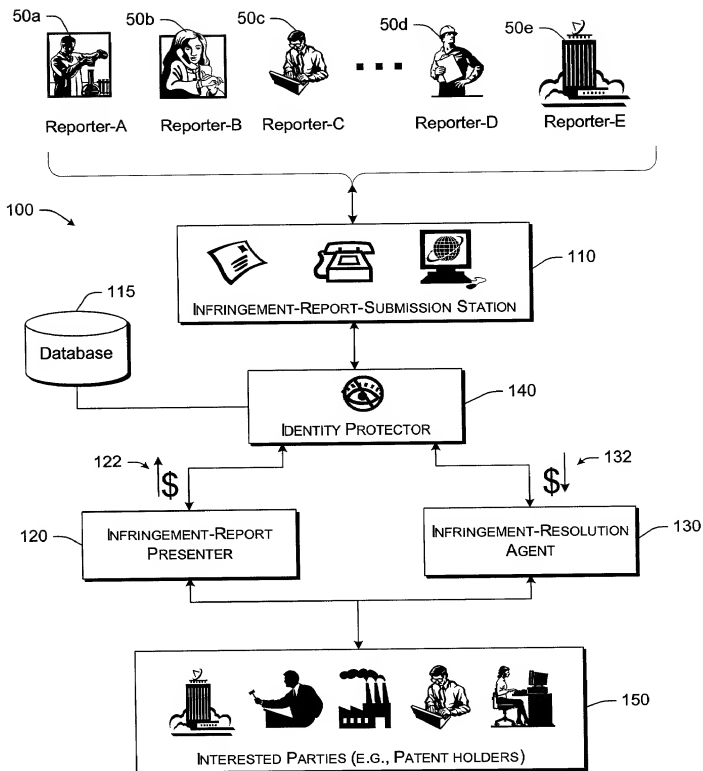 50a
50b
50c
50d
50e
Reporter-A
Reporter-B
Reporter-C
Reporter-D
Reporter-E
100
110
INFRINGEMENT-REPORT-SUBMISSION STATION
115
Database
140
IDENTITY PROTECTOR
122
$
$
132
120
INFRINGEMENT-REPORT
PRESENTER
INFRINGEMENT-RESOLUTION
AGENT
130
150
INTERESTED PARTIES (E.G., PATENT HOLDERS)